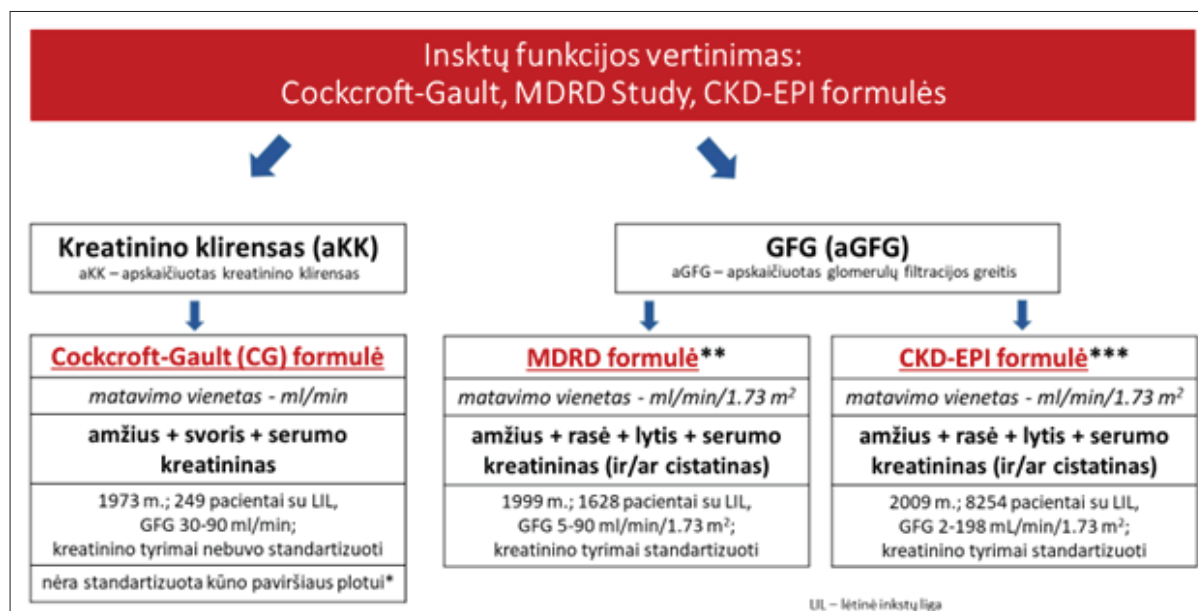 Insktų funkcijos vertinimas:
Cockcroft-Gault, MDRD Study, CKD-EPI formulės
Kreatinino klirensas (aKK)
aKK – apskaičiuotas kreatinino klirensas
GFG (aGFG)
aGFG – apskaičiuotas glomerulų filtracijos greitis
Cockcroft-Gault (CG) formulė
matavimo vienetas - ml/min
amžius + svoris + serumo
kreatininas
1973 m.; 249 pacientai su LIL,
GFG 30-90 ml/min;
kreatinino tyrimai nebuvo standartizuoti
nėra standartizuota kūno paviršiaus plotui*
MDRD formulė**
matavimo vienetas - ml/min/1.73 m²
amžius + rasė + lytis + serumo
kreatininas (ir/ar cistatinas)
1999 m.; 1628 pacientai su LIL,
GFG 5-90 ml/min/1.73 m²;
kreatinino tyrimai standartizuoti
CKD-EPI formulė***
matavimo vienetas - ml/min/1.73 m²
amžius + rasė + lytis + serumo
kreatininas (ir/ar cistatinas)
2009 m.; 8254 pacientai su LIL,
GFG 2-198 mL/min/1.73 m²;
kreatinino tyrimai standartizuoti
LIL – lėtinė inkstų liga